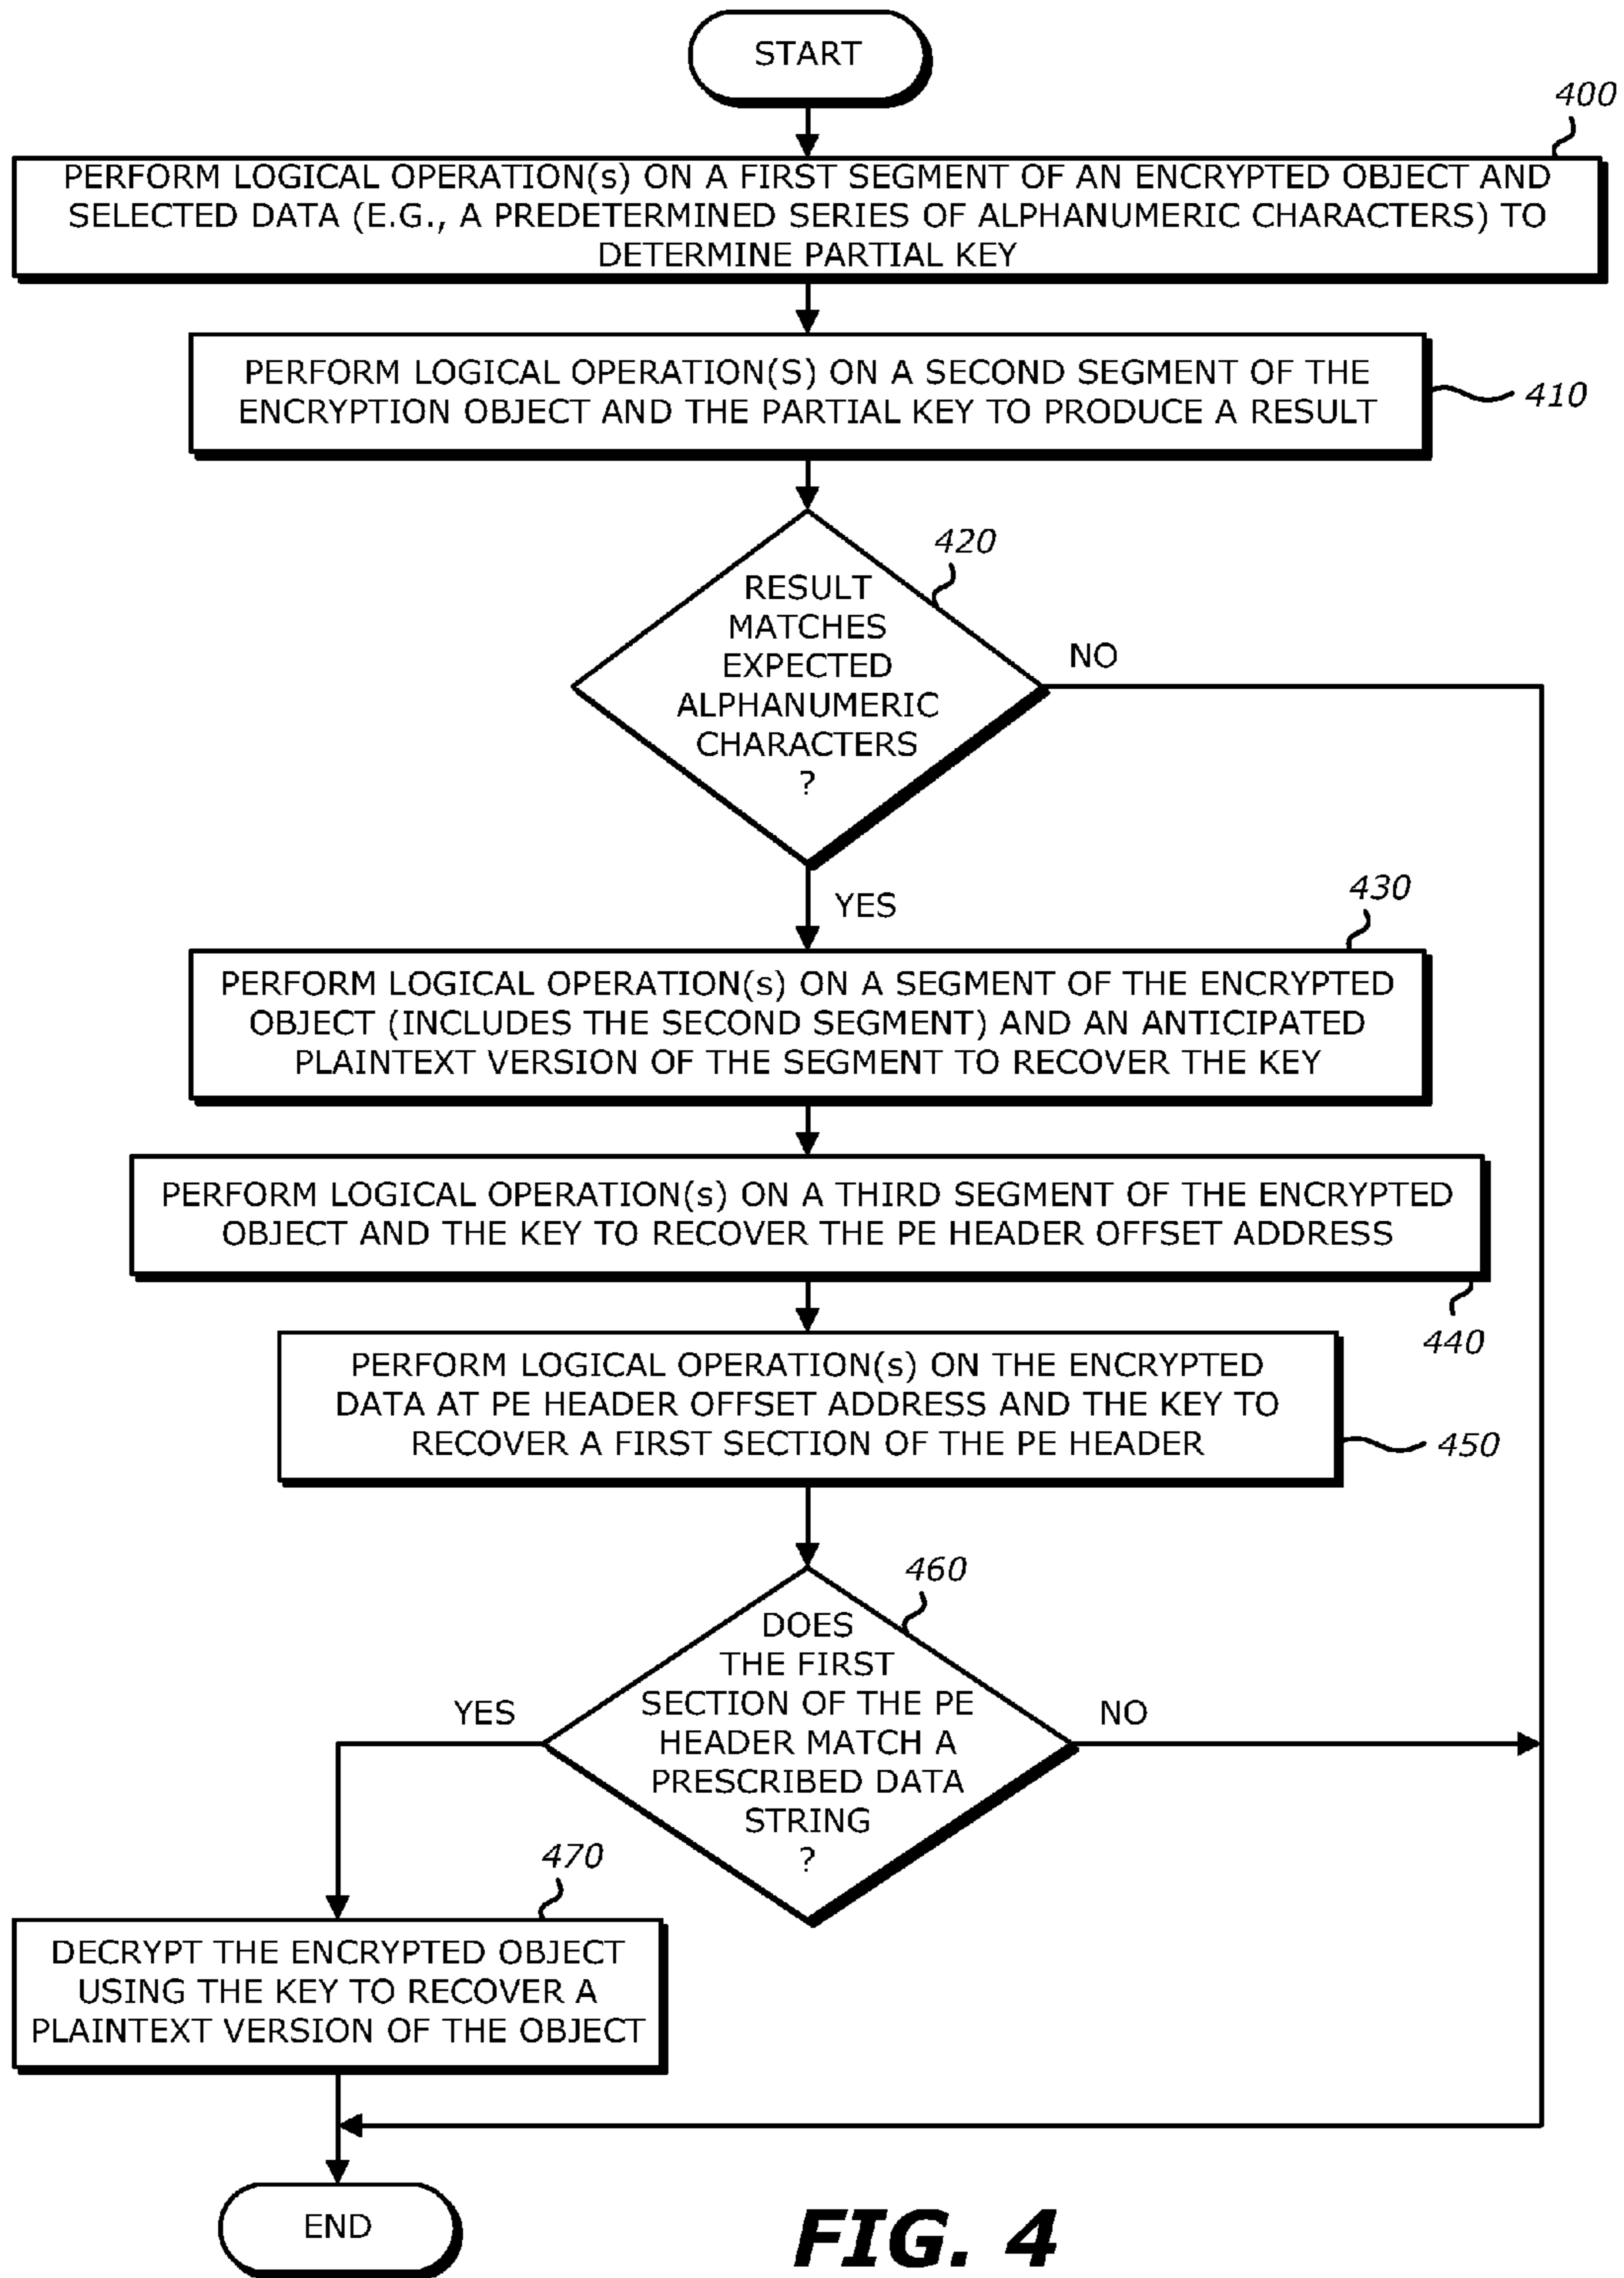 START
400
PERFORM LOGICAL OPERATION(s) ON A FIRST SEGMENT OF AN ENCRYPTED OBJECT AND
SELECTED DATA (E.G., A PREDETERMINED SERIES OF ALPHANUMERIC CHARACTERS) TO
DETERMINE PARTIAL KEY
PERFORM LOGICAL OPERATION(S) ON A SECOND SEGMENT OF THE
ENCRYPTION OBJECT AND THE PARTIAL KEY TO PRODUCE A RESULT
410
420
RESULT
MATCHES
EXPECTED
ALPHANUMERIC
CHARACTERS
?
NO
YES
430
PERFORM LOGICAL OPERATION(s) ON A SEGMENT OF THE ENCRYPTED
OBJECT (INCLUDES THE SECOND SEGMENT) AND AN ANTICIPATED
PLAINTEXT VERSION OF THE SEGMENT TO RECOVER THE KEY
PERFORM LOGICAL OPERATION(s) ON A THIRD SEGMENT OF THE ENCRYPTED
OBJECT AND THE KEY TO RECOVER THE PE HEADER OFFSET ADDRESS
440
PERFORM LOGICAL OPERATION(s) ON THE ENCRYPTED
DATA AT PE HEADER OFFSET ADDRESS AND THE KEY TO
RECOVER A FIRST SECTION OF THE PE HEADER
450
460
DOES
THE FIRST
SECTION OF THE PE
HEADER MATCH A
PRESCRIBED DATA
STRING
?
YES
NO
470
DECRYPT THE ENCRYPTED OBJECT
USING THE KEY TO RECOVER A
PLAINTEXT VERSION OF THE OBJECT
END
FIG. 4